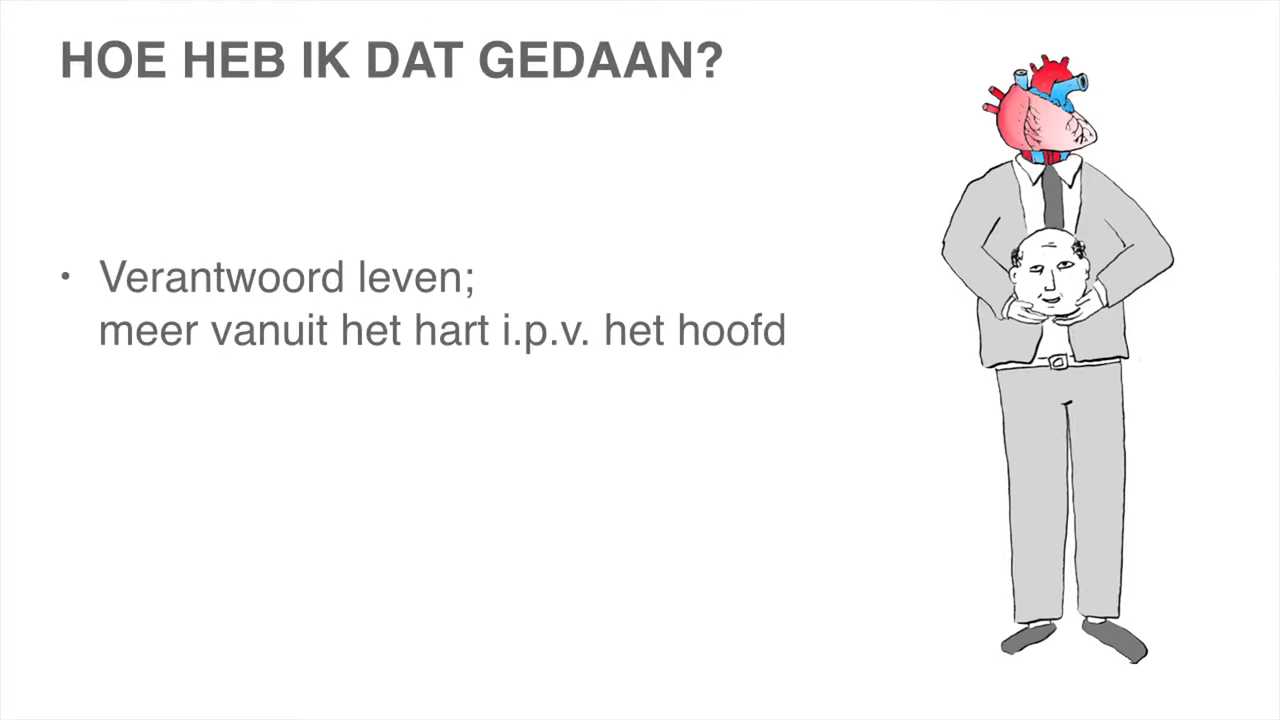 HOE HEB IK DAT GEDAAN?
• Verantwoord leven;
meer vanuit het hart i.p.v. het hoofd